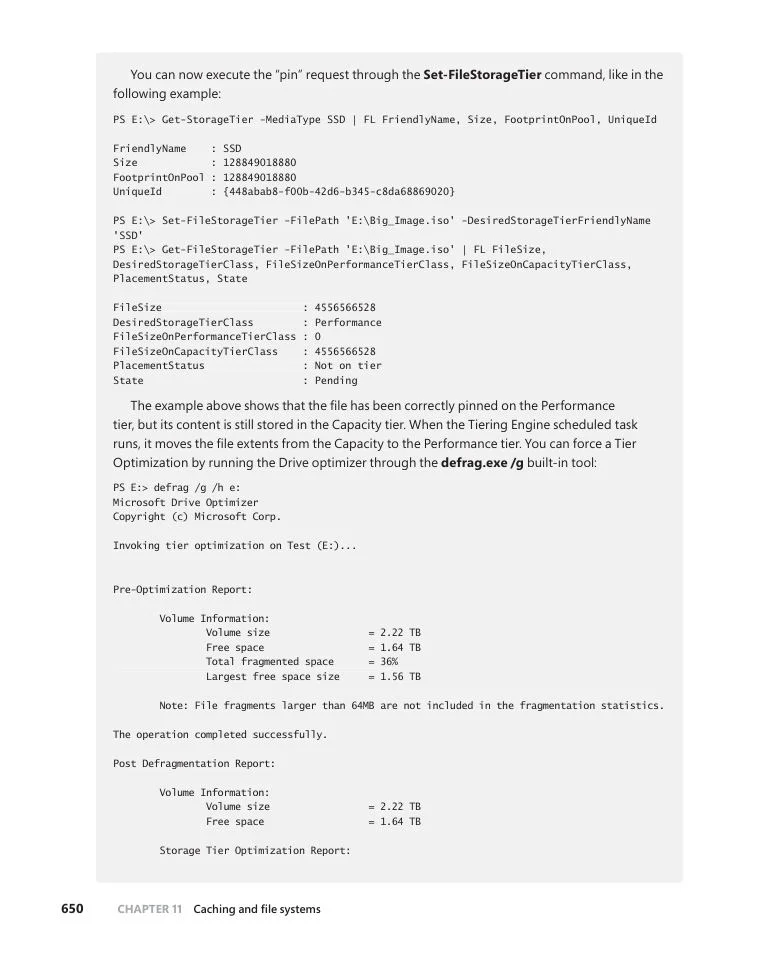 You can now execute the “pin” request through the Set-FileStorageTier command, like in the
following example:
PS E:\> Get-StorageTier -MediaType SSD | FL FriendlyName, Size, FootprintOnPool, UniqueId
FriendlyName    : SSD
Size            : 128849018880
FootprintOnPool : 128849018880
UniqueId        : {448abab8-f00b-42d6-b345-c8da68869020}
PS E:\> Set-FileStorageTier -FilePath 'E:\Big_Image.iso' -DesiredStorageTierFriendlyName
'SSD'
PS E:\> Get-FileStorageTier -FilePath 'E:\Big_Image.iso' | FL FileSize,
DesiredStorageTierClass, FileSizeOnPerformanceTierClass, FileSizeOnCapacityTierClass,
PlacementStatus, State
FileSize                        : 4556566528
DesiredStorageTierClass         : Performance
FileSizeOnPerformanceTierClass : 0
FileSizeOnCapacityTierClass    : 4556566528
PlacementStatus                 : Not on tier
State                           : Pending
The example above shows that the file has been correctly pinned on the Performance
tier, but its content is still stored in the Capacity tier. When the Tiering Engine scheduled task
runs, it moves the file extents from the Capacity to the Performance tier. You can force a Tier
Optimization by running the Drive optimizer through the defrag.exe /g built-in tool:
PS E:> defrag /g /h e:
Microsoft Drive Optimizer
Copyright (c) Microsoft Corp.
Invoking tier optimization on Test (E:)...
Pre-Optimization Report:
Volume Information:
Volume size                 = 2.22 TB
Free space                  = 1.64 TB
Total fragmented space      = 36%
Largest free space size     = 1.56 TB
Note: File fragments larger than 64MB are not included in the fragmentation statistics.
The operation completed successfully.
Post Defragmentation Report:
Volume Information:
Volume size                 = 2.22 TB
Free space                  = 1.64 TB
Storage Tier Optimization Report:
650 CHAPTER 11 Caching and file systems